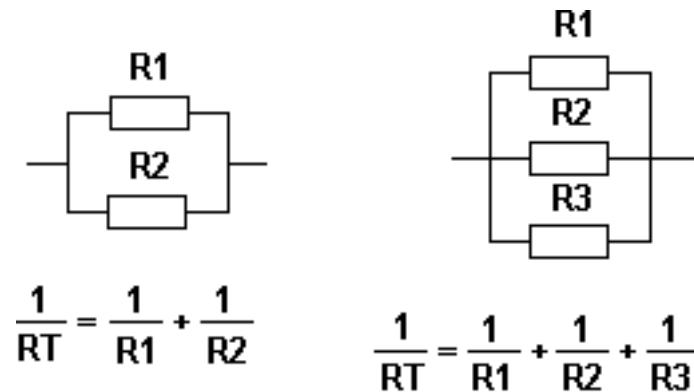 R1
R2
1/RT = 1/R1 + 1/R2
R1
R2
R3
1/RT = 1/R1 + 1/R2 + 1/R3